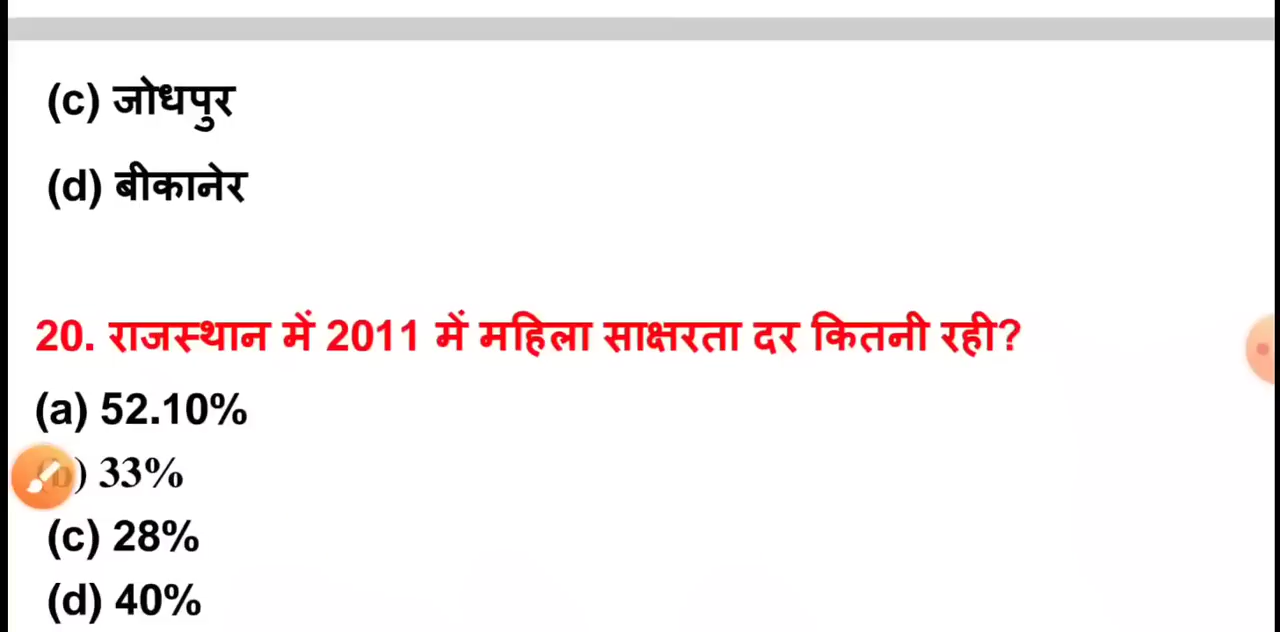 (c) जोधपुर
(d) बीकानेर
20. राजस्थान में 2011 में महिला साक्षरता दर कितनी रही?
(a) 52.10%
(b) 33%
(c) 28%
(d) 40%